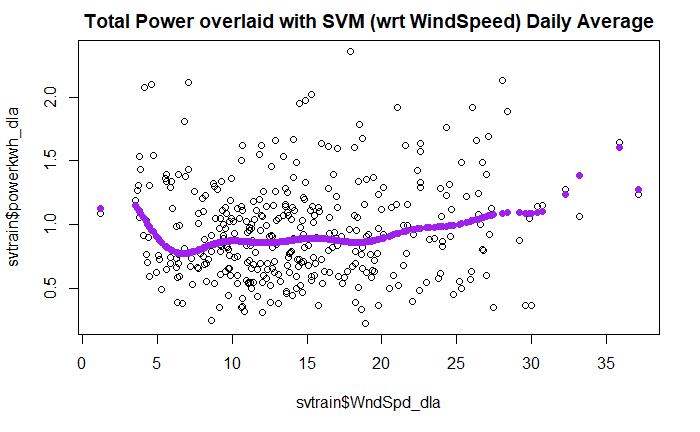 Total Power overlaid with SVM (wrt WindSpeed) Daily Average
svtrain$powerkwh_dla
2.0
1.5
1.0
0.5
0 5 10 15 20 25 30 35
svtrain$WndSpd_dla